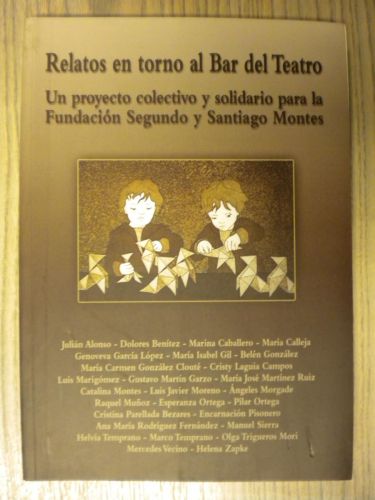 Relatos en torno al Bar del Teatro
Un proyecto colectivo y solidario para la
Fundación Segundo y Santiago Montes
Julián Alonso - Dolores Benítez - Marina Caballero - María Calleja
Genoveva García López - María Isabel Gil - Belén González
María Carmen González Clouté - Cristy Laguía Campos
Luis Marigómez - Gustavo Martín Garzo - María José Martínez Ruiz
Catalina Montes - Luis Javier Moreno - Ángeles Morgade
Raquel Muñoz - Esperanza Ortega - Pilar Ortega
Cristina Parellada Bezares - Encarnación Pisonero
Ana María Rodríguez Fernández - Manuel Sierra
Helvia Temprano - Marco Temprano - Olga Trigueros Mori
Mercedes Vecino - Helena Zapke